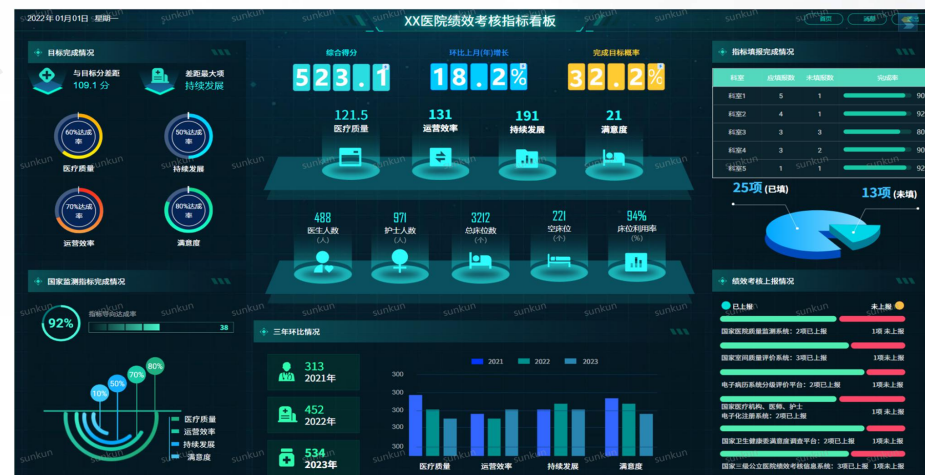 2022年01月01日 星期一
XX医院绩效考核指标看板
首页
目标完成情况
与目标分差距
109.1 分
差距最大项
持续发展
60%达成率
医疗质量
50%达成率
持续发展
70%达成率
运营效率
80%达成率
满意度
国家监测指标完成情况
92%
指标导向达成率
38
10%
50%
70%
80%
医疗质量
运营效率
持续发展
满意度
综合得分
523.1
环比上月(年)增长
18.2%
完成目标概率
32.2%
121.5
医疗质量
131
运营效率
191
持续发展
21
满意度
488
医生人数
(人)
971
护士人数
(人)
3212
总床位数
(个)
221
空床位
(个)
94%
床位利用率
(%)
三年环比情况
313
2021年
452
2022年
534
2023年
2021 2022 2023
300
300
300
300
300
医疗质量 运营效率 持续发展 满意度
指标填报完成情况
科室 应填报数 未填报数 完成率
科室1 5 1 90
科室2 4 1 92
科室3 3 3 80
科室4 3 2 90
科室5 1 1 92
25项 (已填)
13项 (未填)
绩效考核上报情况
已上报 未上报
国家医院质量监测系统：2项已上报 1项 未上报
国家室间质量评价系统：3项已上报 1项未上报
电子病历系统分级评价平台：2项已上报 1项未上报
国家医疗机构、医师、护士
电子化注册系统：2项已上报 1项 未上报
国家卫生健康委满意度调查平台：2项已上报 1项未上报
国家三级公立医院绩效考核信息系统：3项已上报 1项未上报
sunkun